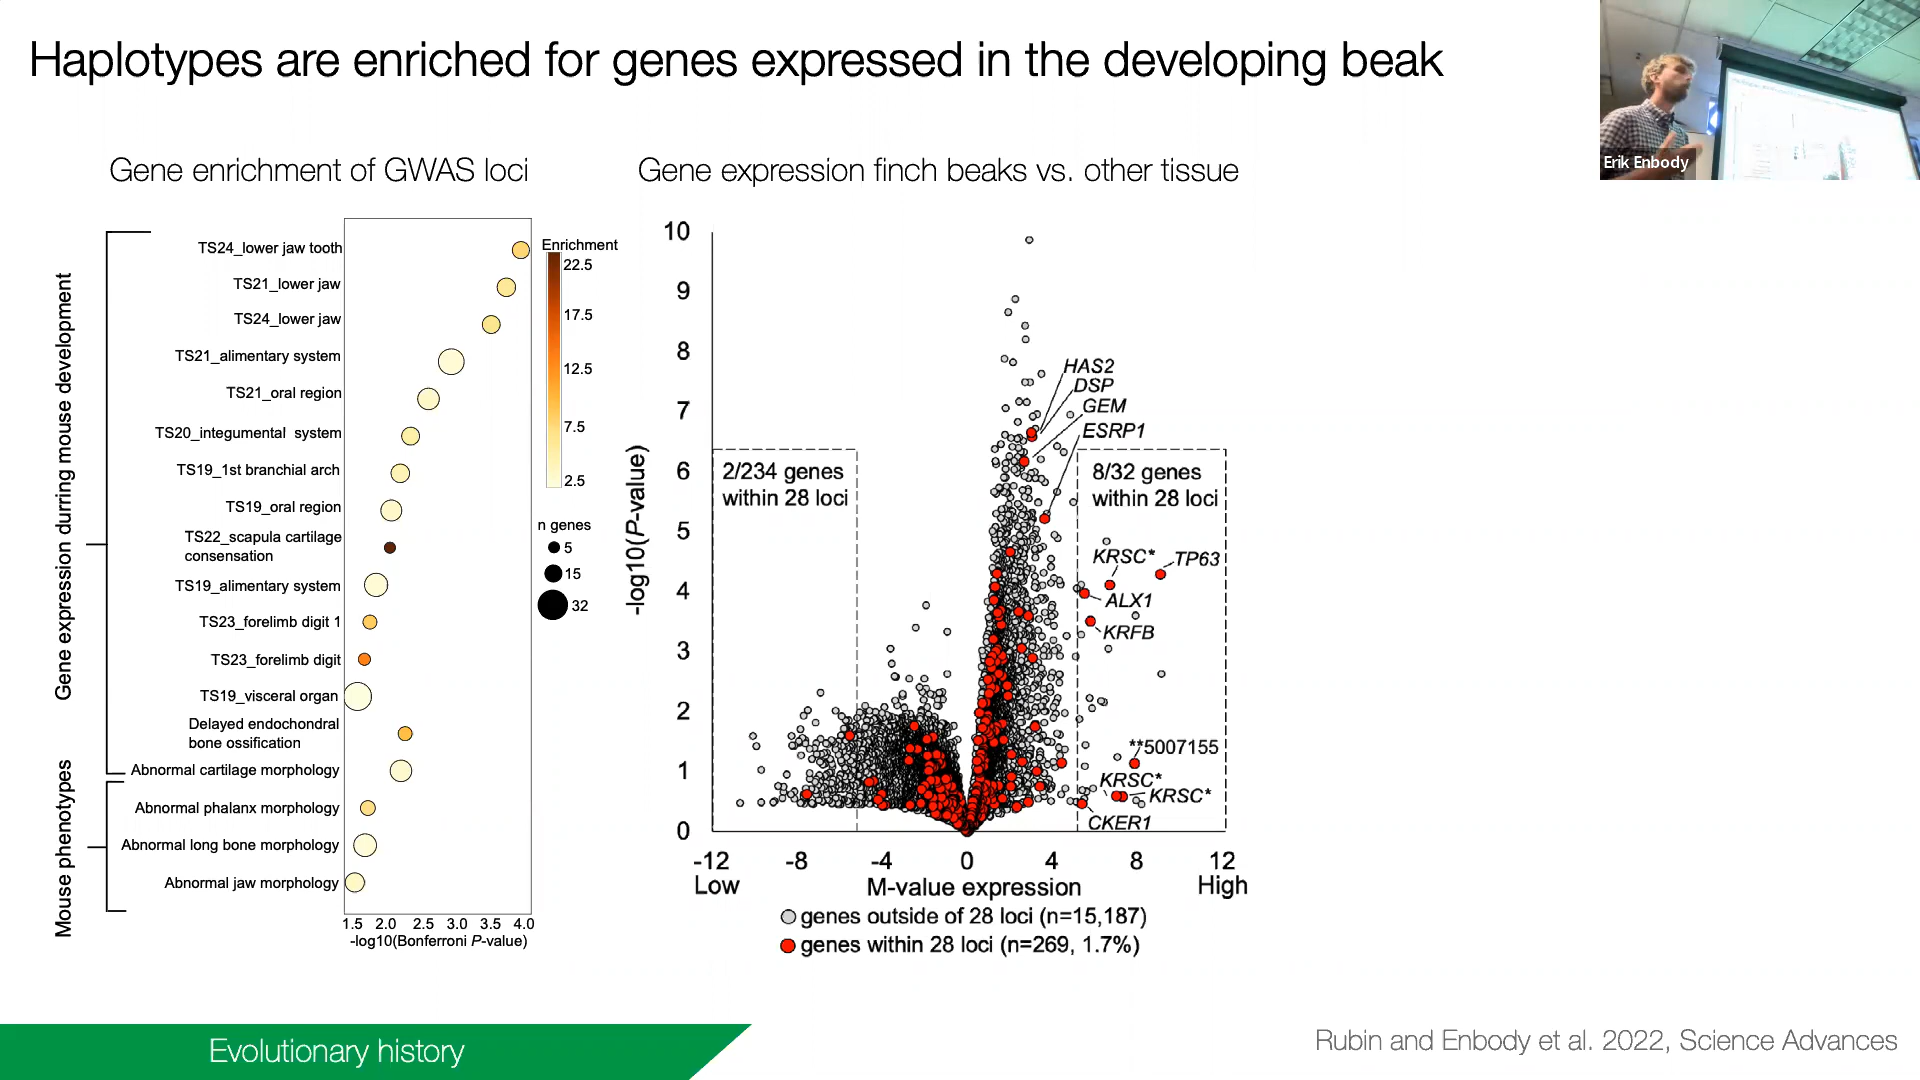 Haplotypes are enriched for genes expressed in the developing beak
Erik Enbody
Gene enrichment of GWAS loci
Gene expression durring mouse development
Mouse phenotypes
TS24_lower jaw tooth
TS21_lower jaw
TS24_lower jaw
TS21_alimentary system
TS21_oral region
TS20_integumental system
TS19_1st branchial arch
TS19_oral region
TS22_scapula cartilage
consensation
TS19_alimentary system
TS23_forelimb digit 1
TS23_forelimb digit
TS19_visceral organ
Delayed endochondral
bone ossification
Abnormal cartilage morphology
Abnormal phalanx morphology
Abnormal long bone morphology
Abnormal jaw morphology
1.5 2.0 2.5 3.0 3.5 4.0
-log10(Bonferroni P-value)
Enrichment
22.5
17.5
12.5
7.5
2.5
n genes
5
15
32
Gene expression finch beaks vs. other tissue
-log10(P-value)
10
9
8
7
6
5
4
3
2
1
0
2/234 genes
within 28 loci
HAS2
DSP
GEM
ESRP1
8/32 genes
within 28 loci
KRSC*
TP63
ALX1
KRFB
**5007155
KRSC*
KRSC*
CKER1
-12 -8 -4 0 4 8 12
Low M-value expression High
genes outside of 28 loci (n=15,187)
genes within 28 loci (n=269, 1.7%)
Evolutionary history
Rubin and Enbody et al. 2022, Science Advances